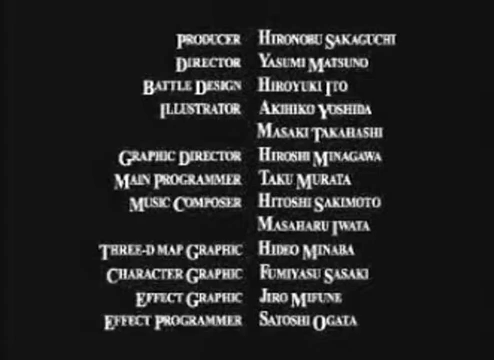 PRODUCER HIRONOBU SAKAGUCHI
DIRECTOR YASUMI MATSUNO
BATTLE DESIGN HIROYUKI ITO
ILLUSTRATOR AKIHIKO YOSHIDA
MASAKI TAKAHASHI
GRAPHIC DIRECTOR HIROSHI MINAGAWA
MAIN PROGRAMMER TAKU MURATA
MUSIC COMPOSER HITOSHI SAKIMOTO
MASAHARU IWATA
THREE-D MAP GRAPHIC HIDEO MINABA
CHARACTER GRAPHIC FUMIYASU SASAKI
EFFECT GRAPHIC JIRO MIFUNE
EFFECT PROGRAMMER SATOSHI OGATA